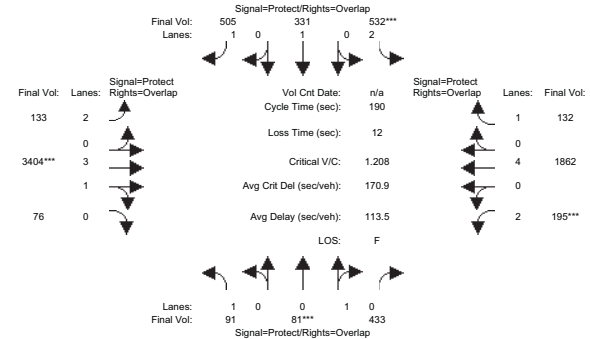 Signal=Protect/Rights=Overlap
Final Vol: 505 331 532***
Lanes: 1 0 1 0 2
Signal=Protect
Final Vol: Lanes: Rights=Overlap
Vol Cnt Date: n/a
Signal=Protect
Rights=Overlap Lanes: Final Vol:
Cycle Time (sec): 190
133 2
1 132
Loss Time (sec): 12
0
0
3404*** 3
Critical V/C: 1.208
4 1862
1
Avg Crit Del (sec/veh): 170.9
0
76 0
Avg Delay (sec/veh): 113.5
2 195***
LOS: F
Lanes: 1 0 0 1 0
Final Vol: 91 81*** 433
Signal=Protect/Rights=Overlap